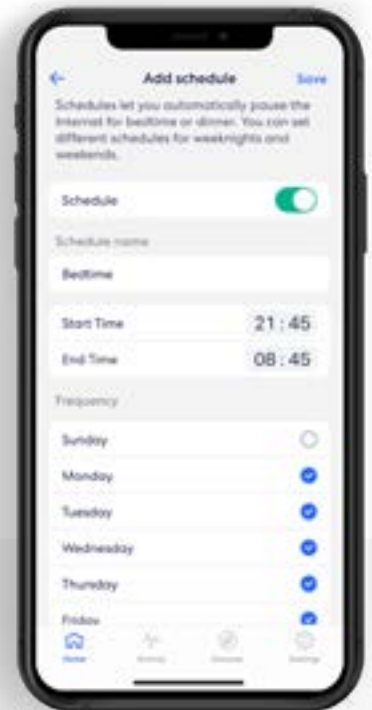 Add schedule Save
Schedules let you automatically pause the
Internet for bedtime or dinner. You can set
different schedules for weeknights and
weekends.
Schedule
Schedule name
Bedtime
Start Time 21:45
End Time 08:45
Frequency
Sunday
Monday
Tuesday
Wednesday
Thursday
Friday
Home Settings